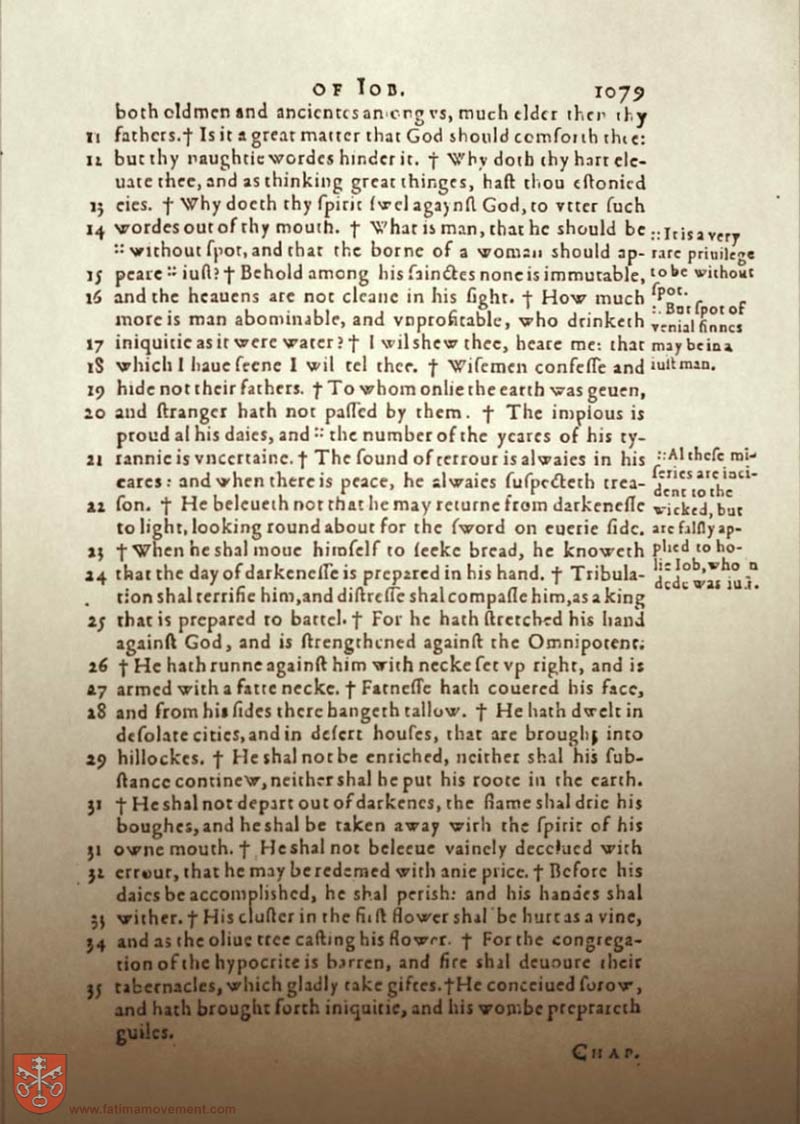 OF IOB.
1079
both oldmen and ancientes among vs, much elder then thy
11 fathers.† Is it a great matter that God should comforth thee:
12 but thy naughtie wordes hinder it. † Why doth thy hart ele-
uate thee, and as thinking great thinges, haſt thou eſtonied
13 eies. † Why doeth thy ſpirit ſwel agaynſt God, to vtter ſuch
14 wordes out of thy mouth. † What is man, that he should be
:: without ſpot, and that the borne of a woman should ap-
15 peare :: iuſt? † Behold among his ſainctes none is immutable,
16 and the heauens are not cleane in his ſight. † How much
more is man abominable, and vnprofitable, who drinketh
17 iniquitie as it were water? † I wil shew thee, heare me: that
18 which I haue ſeene I wil tel thee. † Wiſemen confeſſe and
19 hide not their fathers. † To whom onlie the earth was geuen,
20 and ſtranger hath not paſſed by them. † The impious is
proud al his daies, and :: the number of the yeares of his ty-
21 rannie is vncertaine. † The ſound of terrour is alwaies in his
eares: and when there is peace, he alwaies ſuſpecteth trea-
22 ſon. † He beleueth not that he may returne from darkeneſſe
to light, looking round about for the ſword on euerie ſide.
23 † When he shal moue himſelf to ſeeke bread, he knoweth
24 that the day of darkeneſſe is prepared in his hand. † Tribula-
tion shal terrifie him, and diſtreſſe shal compaſſe him, as a king
25 that is prepared to battel. † For he hath ſtretched his hand
againſt God, and is ſtrengthened againſt the Omnipotent:
26 † He hath runne againſt him with necke ſet vp right, and is
27 armed with a fatte necke. † Fatneſſe hath couered his face,
28 and from his ſides there hangeth tallow. † He hath dwelt in
deſolate cities, and in deſert houſes, that are brought into
29 hillockes. † He shal not be enriched, neither shal his ſub-
ſtance continew, neither shal he put his roote in the earth.
31 † He shal not depart out of darkenes, the flame shal drie his
boughes, and he shal be taken away with the ſpirit of his
31 owne mouth. † He shal not beleeue vainely deceiued with
32 errour, that he may be redemed with anie price. † Before his
daies be accomplished, he shal perish: and his handes shal
33 wither. † His cluſter in the firſt flower shal be hurt as a vine,
34 and as the oliue tree caſting his flower. † For the congrega-
tion of the hypocrite is barren, and fire shal deuoure their
35 tabernacles, which gladly take giftes. † He conceiued ſorow,
and hath brought forth iniquitie, and his wombe preprareth
guiles.
CHAP.
:: It is a very
rare priuilege
to be without
ſpot.
:. But ſpot of
venial ſinnes
may be in a
iuſt man.
:: Al theſe mi-
ſeries are inci-
dent to the
wicked, but
are falſly ap-
plied to ho-
lie Iob, who n
dede was iuſt.
www.fatimamovement.com